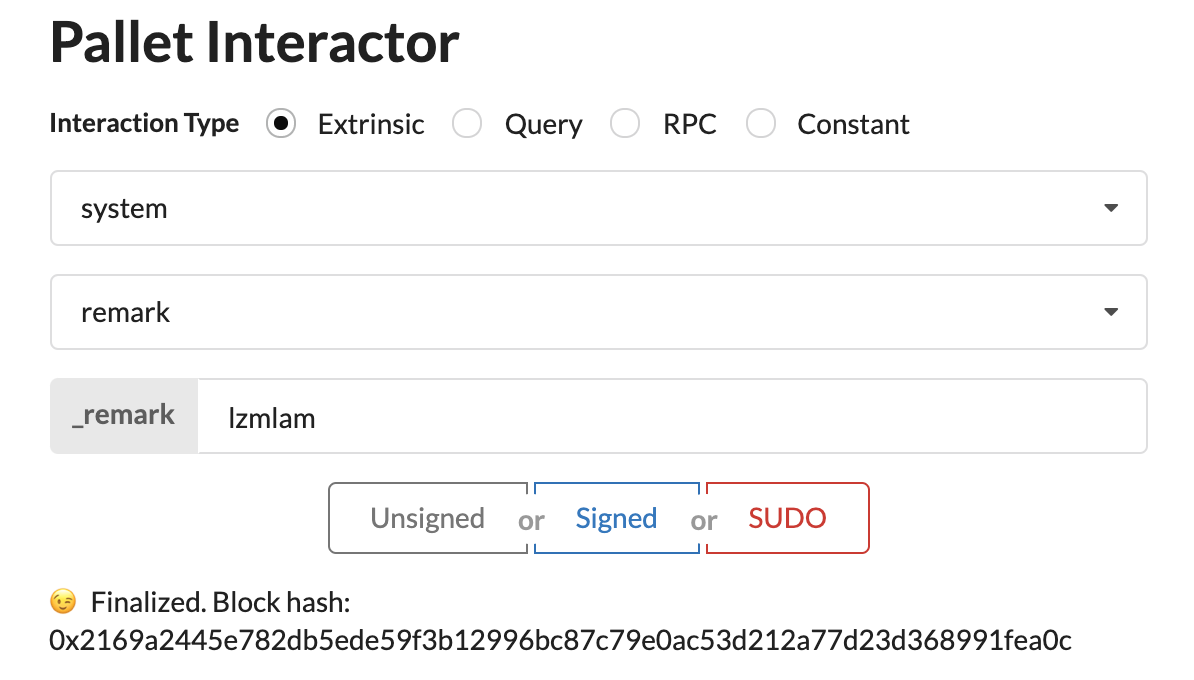 Pallet Interactor
Interaction Type Extrinsic Query RPC Constant
system
remark
_remark lzmlam
Unsigned or Signed or SUDO
😉 Finalized. Block hash:
0x2169a2445e782db5ede59f3b12996bc87c79e0ac53d212a77d23d368991fea0c